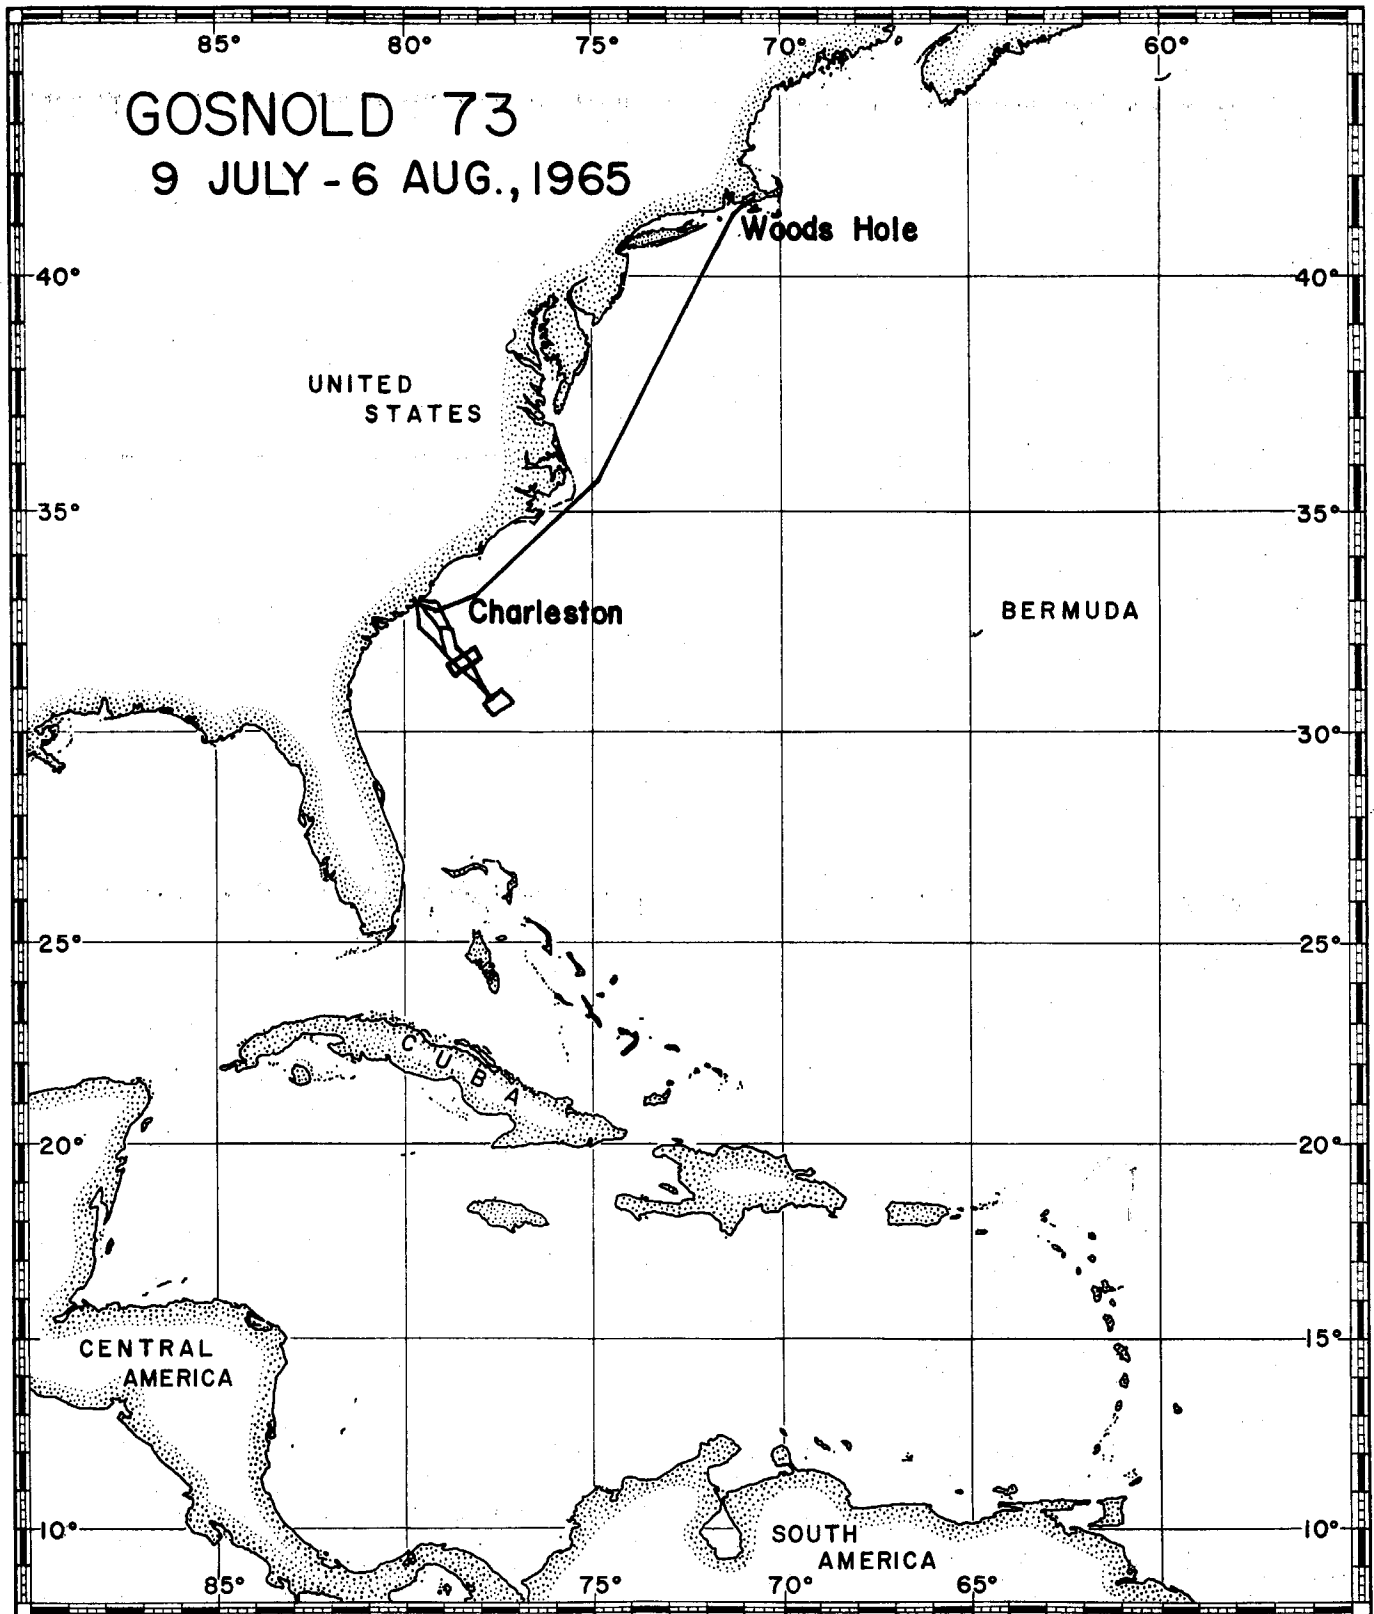 85° 80° 75° 70° 60°
GOSNOLD 73
9 JULY - 6 AUG., 1965
Woods Hole
40° 40°
UNITED
STATES
35° 35°
Charleston
BERMUDA
30° 30°
25° 25°
CUBA
20° 20°
15°
CENTRAL
AMERICA
10° 10°
SOUTH
AMERICA
85° 75° 70° 65°